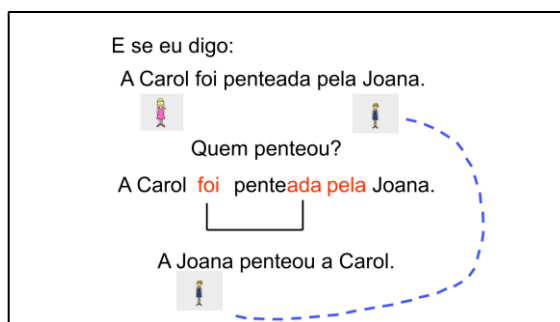 E se eu digo:
A Carol foi penteada pela Joana.
Quem penteou?
A Carol foi penteada pela Joana.
A Joana penteou a Carol.